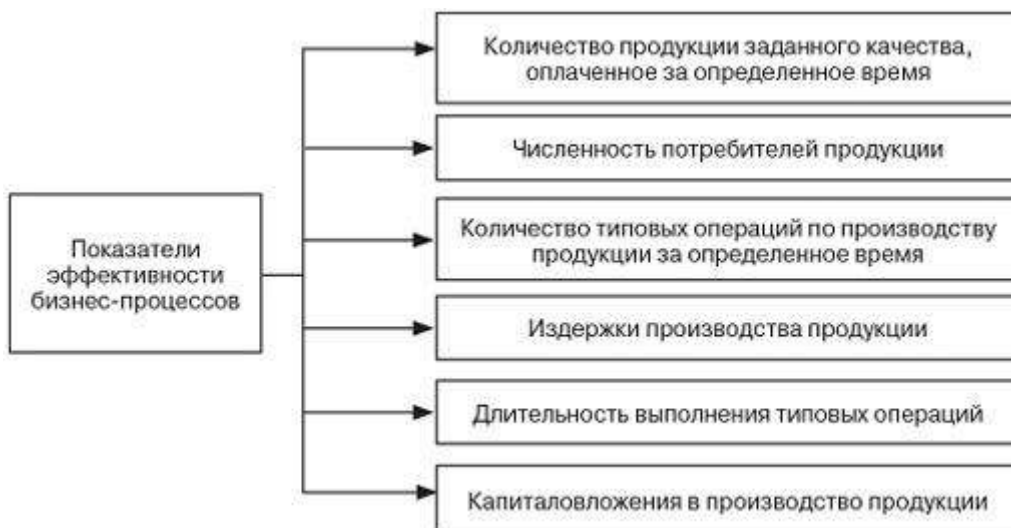 Показатели
эффективности
бизнес-процессов
Количество продукции заданного качества,
оплаченное за определенное время
Численность потребителей продукции
Количество типовых операций по производству
продукции за определенное время
Издержки производства продукции
Длительность выполнения типовых операций
Капиталовложения в производство продукции